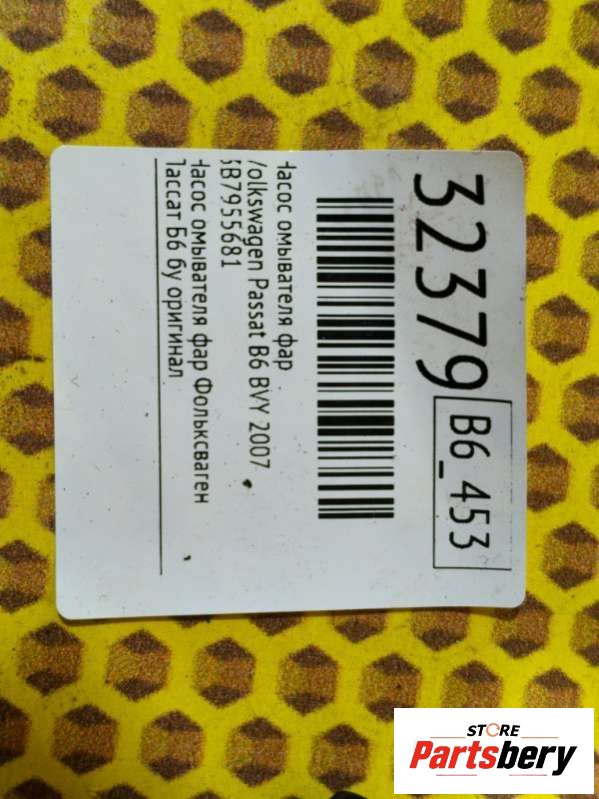 32379
B6_453
Насос омывателя фар
Volkswagen Passat B6 BVY 2007
3B7955681
Насос омывателя фар Фольксваген
Пассат Б6 бу оригинал
STORE
Partsbery